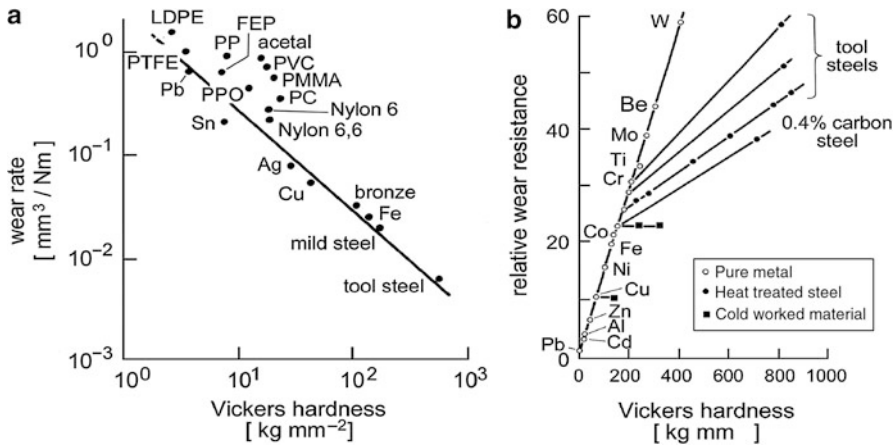 a
LDPE
FEP
PP
acetal
PTFE
PVC
PMMA
Pb
PPO
PC
Nylon 6
Sn
Nylon 6,6
Ag
Cu
bronze
Fe
mild steel
tool steel
wear rate
[ mm³ / Nm ]
10⁰
10⁻¹
10⁻²
10⁻³
10⁰ 10¹ 10² 10³
Vickers hardness
[ kg mm⁻² ]
b
60
40
20
0
relative wear resistance
W
Be
Mo
Ti
Cr
Co
Fe
Ni
Cu
Zn
Al
Cd
Pb
tool
steels
0.4% carbon
steel
Pure metal
Heat treated steel
Cold worked material
0 200 400 600 800 1000
Vickers hardness
[ kg mm ]